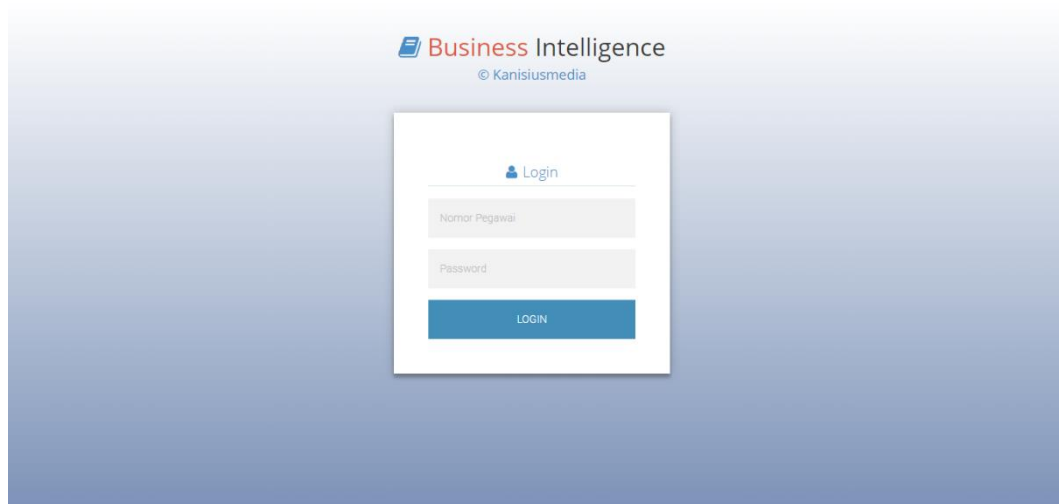 Business Intelligence
© Kanisiusmedia
Login
Nomor Pegawai
Password
LOGIN